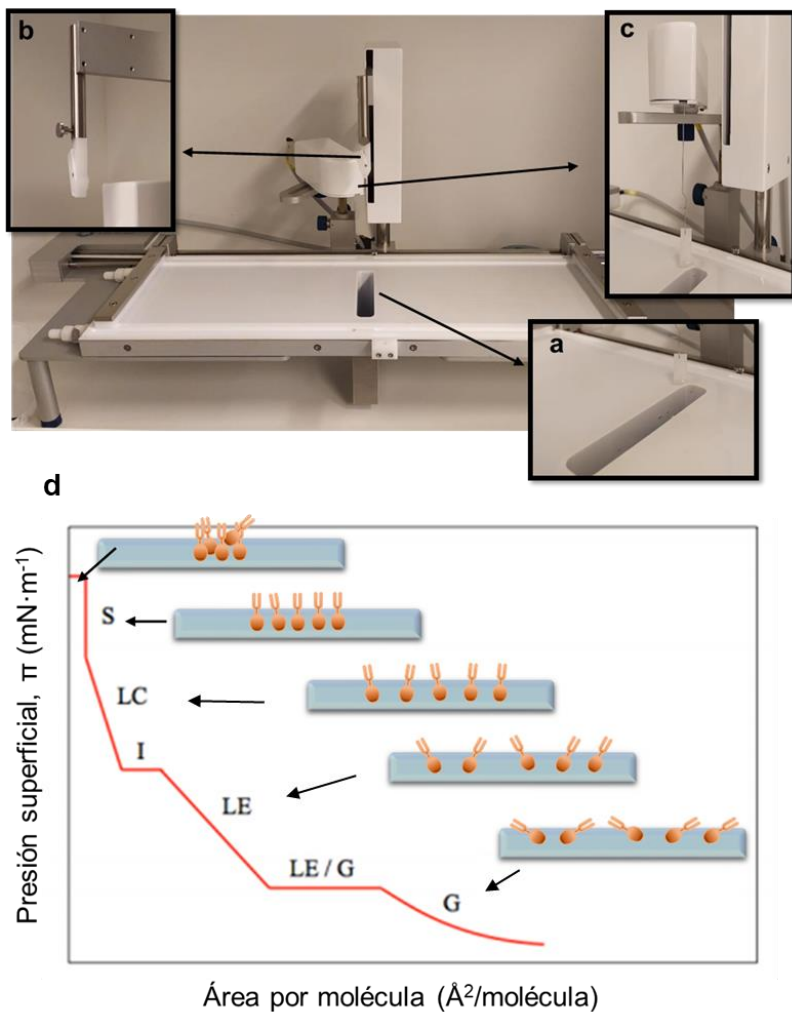 b
c
a
d
Presión superficial, π (mN·m⁻¹)
S
LC
I
LE
LE / G
G
Área por molécula (Å²/molécula)